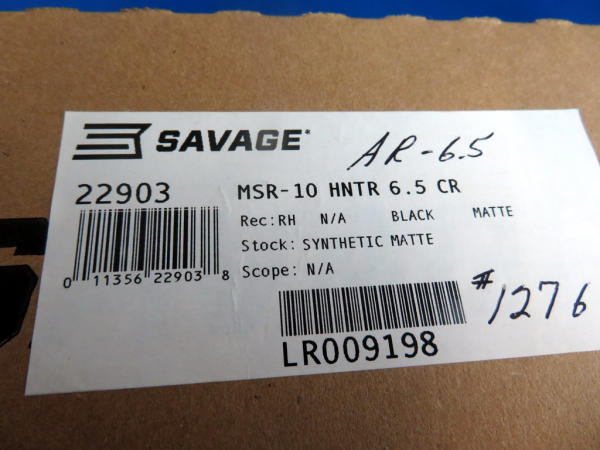 SAVAGE
AR-6.5
22903
MSR-10 HNTR 6.5 CR
Rec: RH N/A BLACK MATTE
Stock: SYNTHETIC MATTE
Scope: N/A
0 11356 22903 8
#1276
LR009198